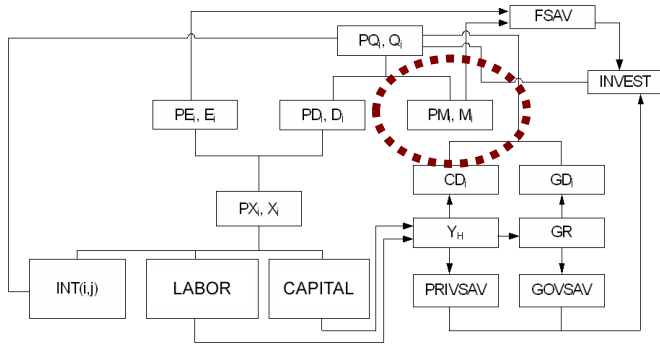 FSAV
PQi, Qi
INVEST
PEi, Ei
PDi, Di
PMi, Mi
CDi
GDi
PXi, Xi
YH
GR
INT(i,j)
LABOR
CAPITAL
PRIVSAV
GOVSAV